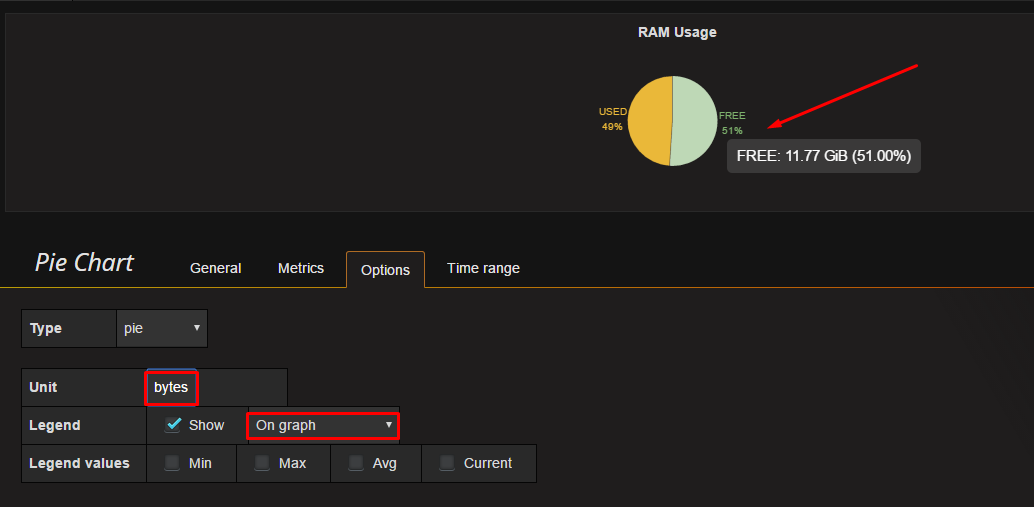 RAM Usage
USED
49%
FREE
51%
FREE: 11.77 GiB (51.00%)
Pie Chart General Metrics Options Time range
Type pie
Unit bytes
Legend Show On graph
Legend values Min Max Avg Current